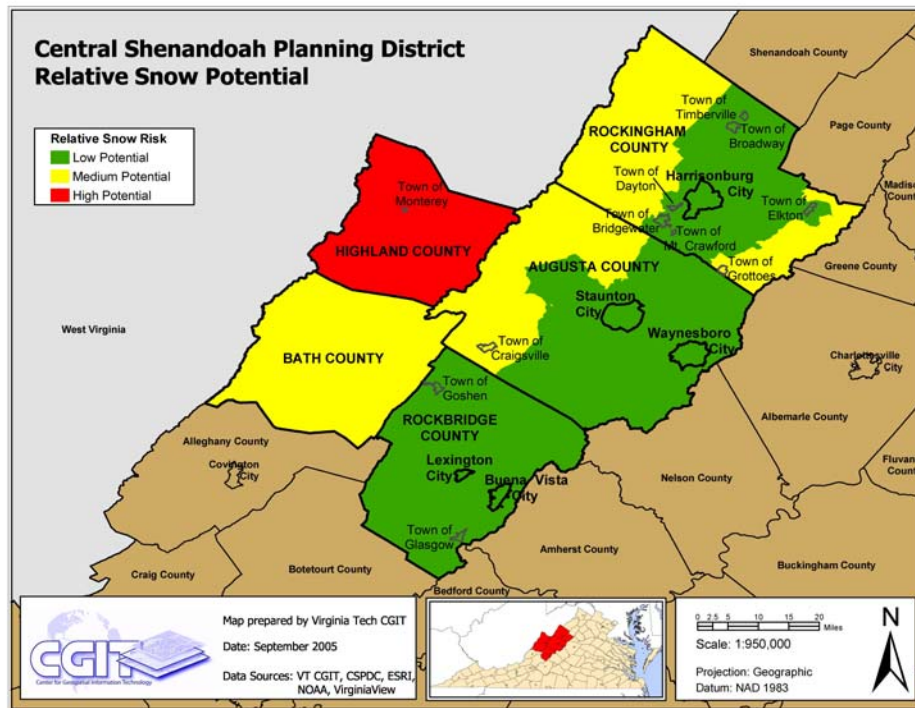 Central Shenandoah Planning District
Relative Snow Potential
Relative Snow Risk
Low Potential
Medium Potential
High Potential
Shenandoah County
Page County
Madison
County
Greene County
Town of
Timberville
Town of
Broadway
ROCKINGHAM
COUNTY
Town of
Dayton
Harrisonburg
City
Town of
Elkton
Town of
Bridgewater
Town of
Mt. Crawford
Town of
Grottoes
Town of
Monterey
HIGHLAND COUNTY
AUGUSTA COUNTY
Staunton
City
Waynesboro
City
Town of
Craigsville
West Virginia
BATH COUNTY
Charlottesville
City
Albemarle County
Town of
Goshen
ROCKBRIDGE
COUNTY
Lexington
City
Buena Vista
City
Town of
Glasgow
Alleghany County
Covington
City
Nelson County
Fluvan
Count
Amherst County
Buckingham County
Craig County
Botetourt County
Bedford County
CGIT
Center for Geospatial Information Technology
Map prepared by Virginia Tech CGIT
Date: September 2005
Data Sources: VT CGIT, CSPDC, ESRI,
NOAA, VirginiaView
0 2.5 5 10 15 20
Miles
Scale: 1:950,000
Projection: Geographic
Datum: NAD 1983
N